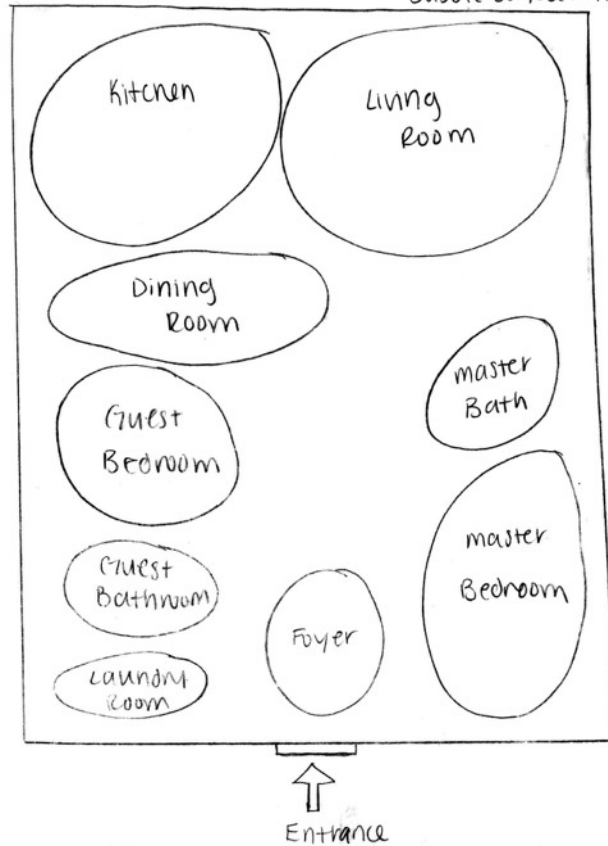 Kitchen
Living
Room
Dining
Room
master
Bath
Guest
Bedroom
master
Bedroom
Guest
Bathroom
Foyer
Laundry
Room
Entrance